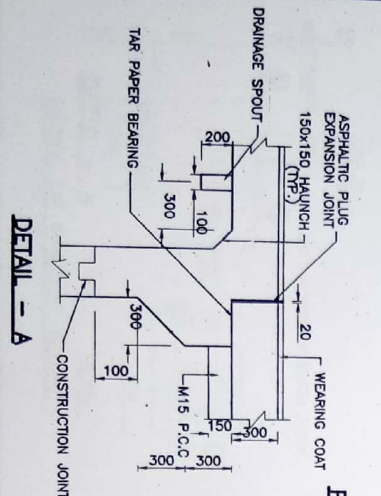 ASPHALTIC PLUG
EXPANSION JOINT
150x150 HAUNCH
(TYP.)
DRAINAGE SPOUT
TAR PAPER BEARING
200
300
100
20
WEARING COAT
300
150
M15 P.C.C
300
100
300
300
CONSTRUCTION JOINT
DETAIL - A